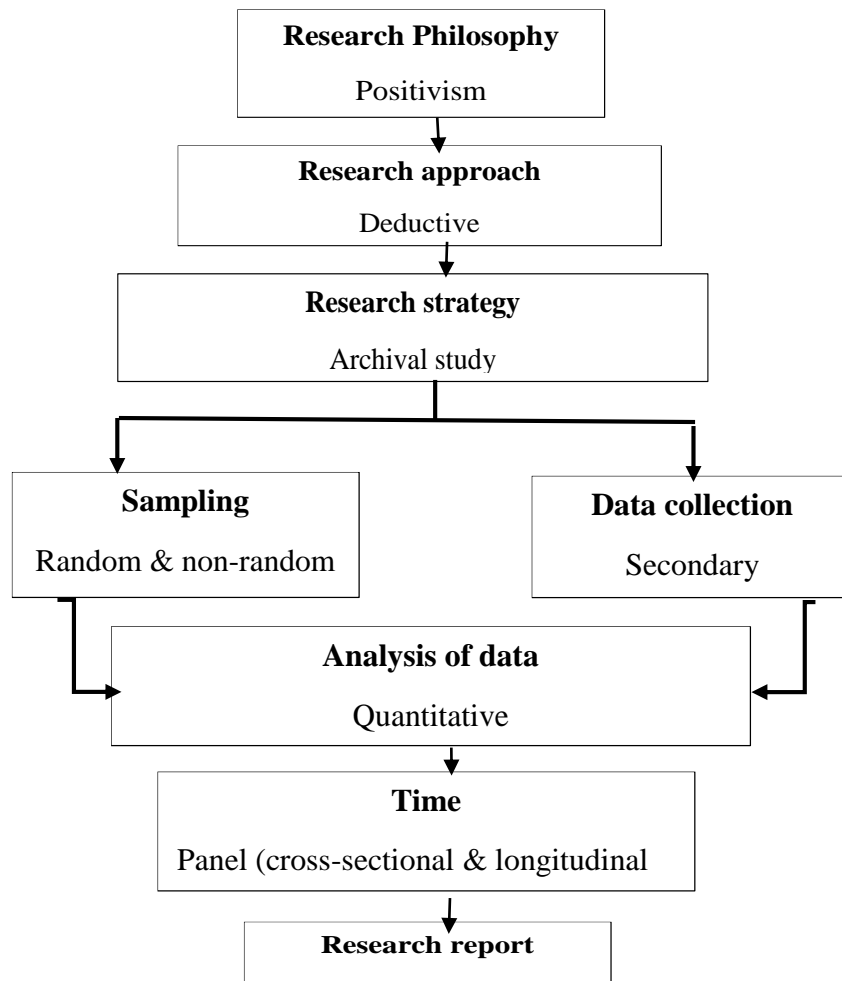 Research Philosophy
Positivism
Research approach
Deductive
Research strategy
Archival study
Sampling
Random & non-random
Data collection
Secondary
Analysis of data
Quantitative
Time
Panel (cross-sectional & longitudinal
Research report